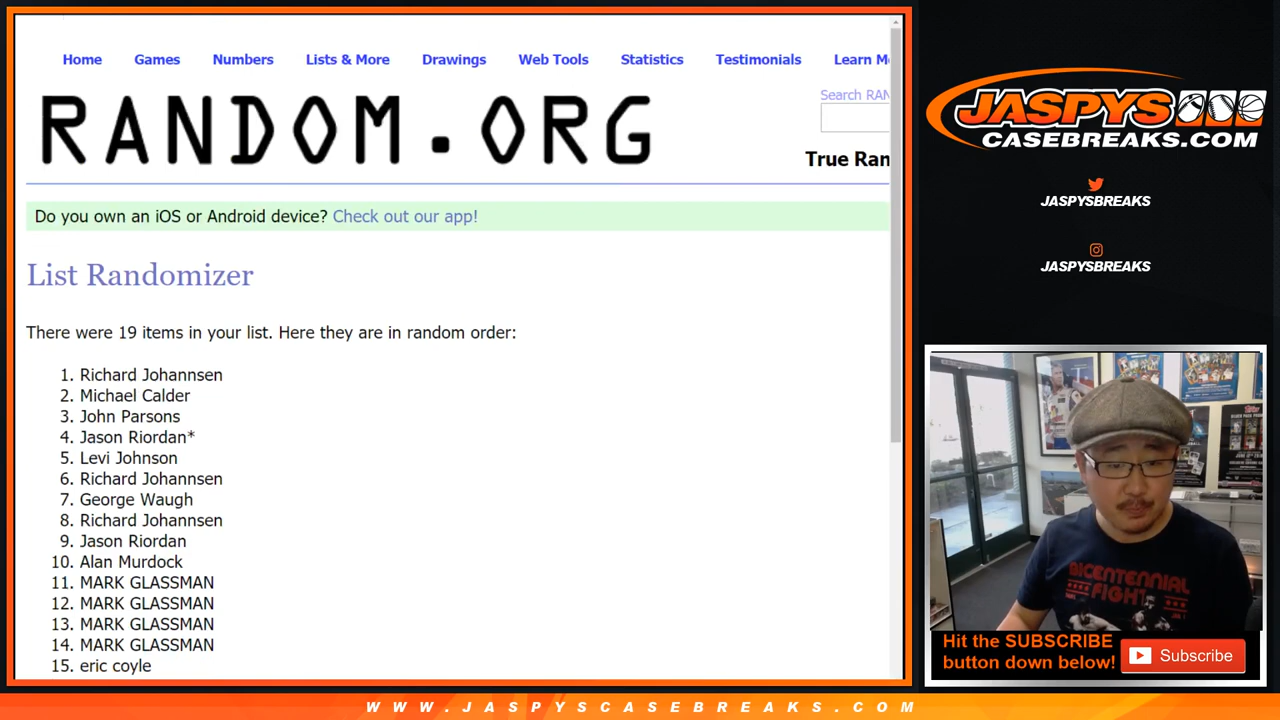 Home Games Numbers Lists & More Drawings Web Tools Statistics Testimonials Learn M
Search RAN
RANDOM.ORG
True Ran
Do you own an iOS or Android device? Check out our app!
List Randomizer
There were 19 items in your list. Here they are in random order:
1. Richard Johannsen
2. Michael Calder
3. John Parsons
4. Jason Riordan*
5. Levi Johnson
6. Richard Johannsen
7. George Waugh
8. Richard Johannsen
9. Jason Riordan
10. Alan Murdock
11. MARK GLASSMAN
12. MARK GLASSMAN
13. MARK GLASSMAN
14. MARK GLASSMAN
15. eric coyle
JASPYS
CASEBREAKS.COM
JASPYSBREAKS
JASPYSBREAKS
BICENTENNIAL
FIGHT
Hit the SUBSCRIBE
button down below!
Subscribe
WWW.JASPYSCASEBREAKS.COM